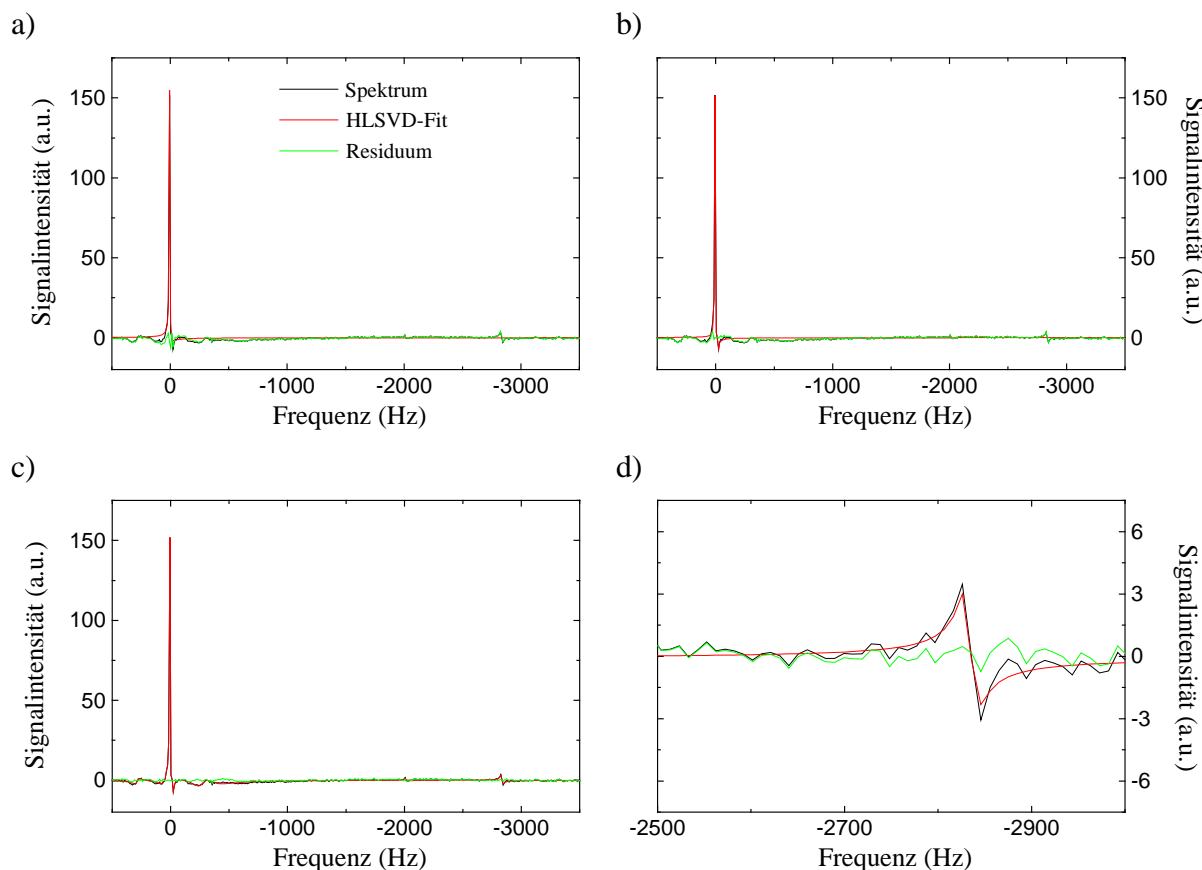 a)
150
100
50
0
Signalintensität (a.u.)
Spektrum
HLSVD-Fit
Residuum
0
-1000
-2000
-3000
Frequenz (Hz)
b)
150
100
50
0
Signalintensität (a.u.)
0
-1000
-2000
-3000
Frequenz (Hz)
c)
150
100
50
0
Signalintensität (a.u.)
0
-1000
-2000
-3000
Frequenz (Hz)
d)
6
3
0
-3
-6
Signalintensität (a.u.)
-2500
-2700
-2900
Frequenz (Hz)